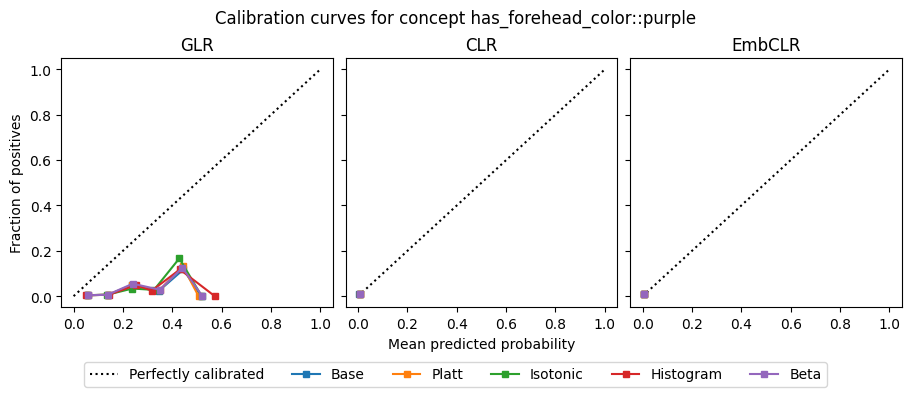 Calibration curves for concept has_forehead_color::purple
GLR CLR EmbCLR
Fraction of positives
1.0
0.8
0.6
0.4
0.2
0.0
0.0 0.2 0.4 0.6 0.8 1.0 0.0 0.2 0.4 0.6 0.8 1.0 0.0 0.2 0.4 0.6 0.8 1.0
Mean predicted probability
Perfectly calibrated Base Platt Isotonic Histogram Beta